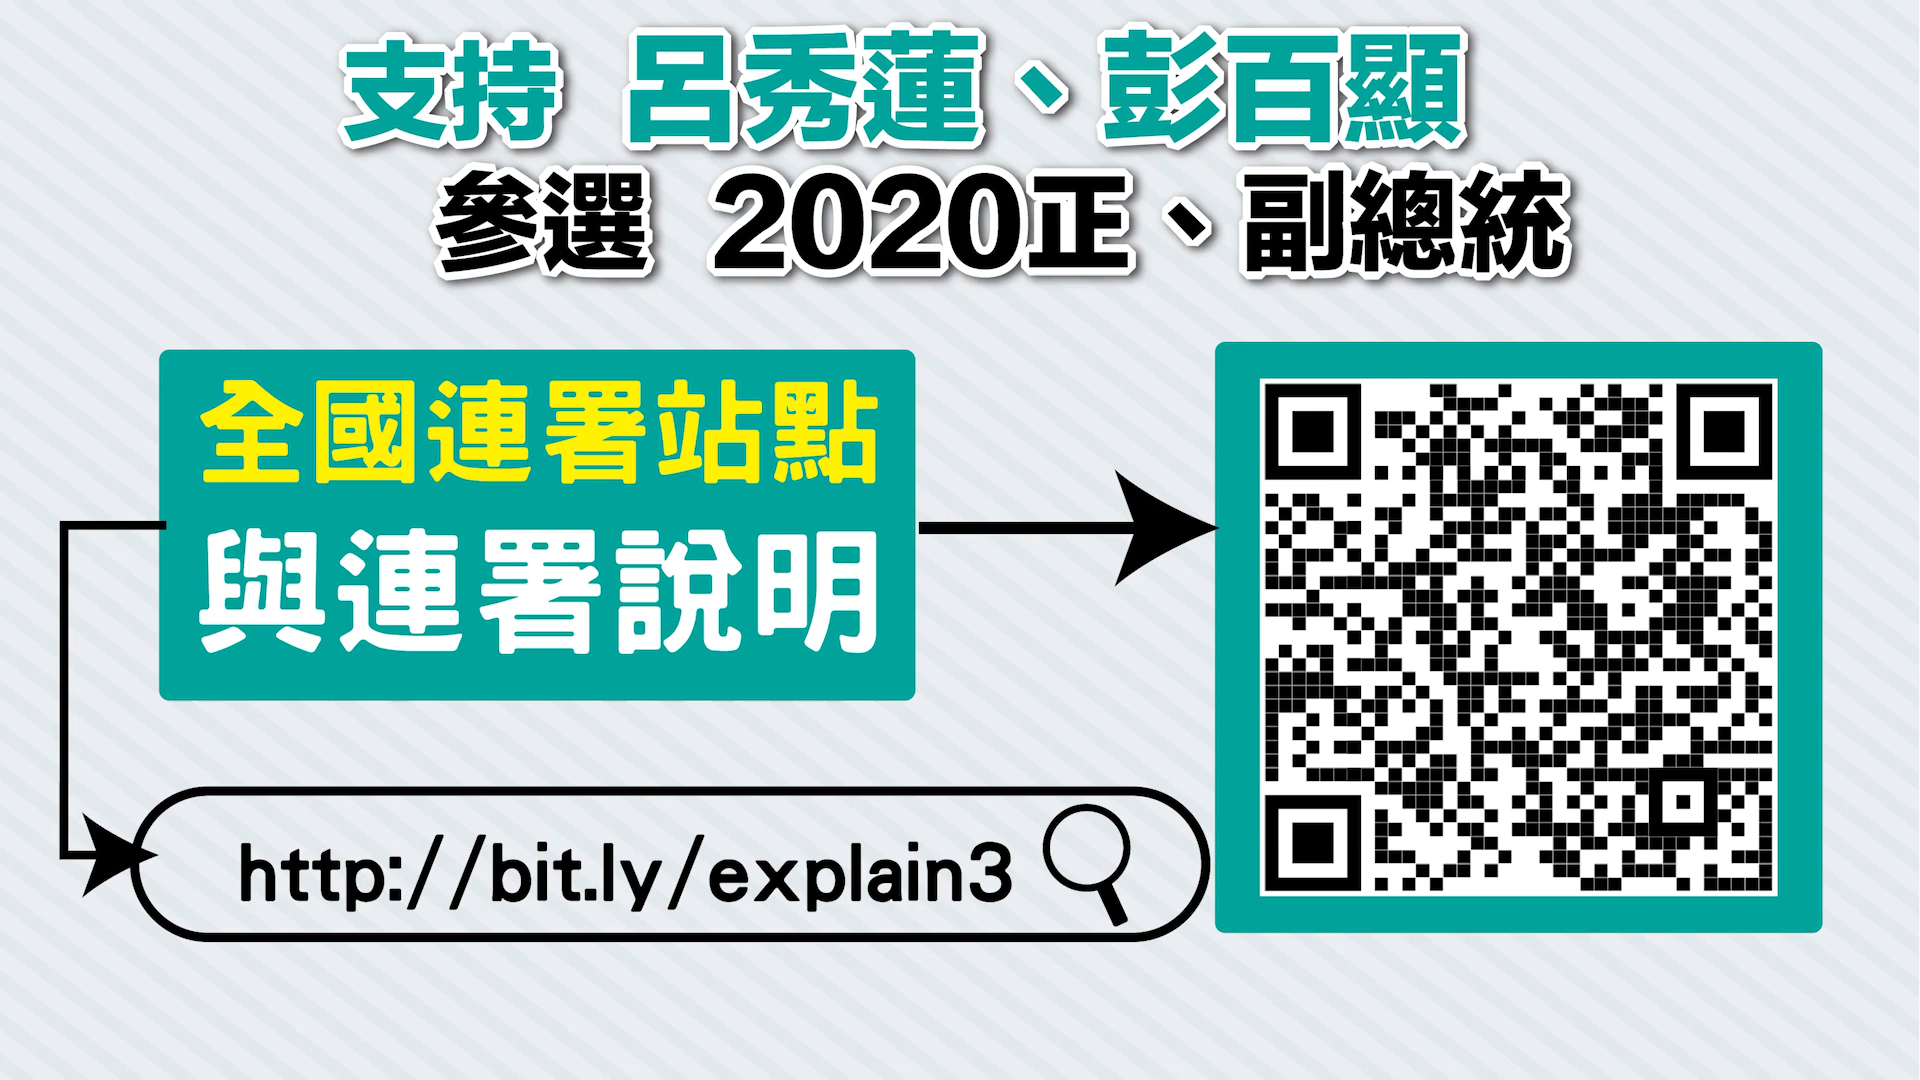 支持 呂秀蓮、彭百顯
參選 2020正、副總統
全國連署站點
與連署說明
http://bit.ly/explain3